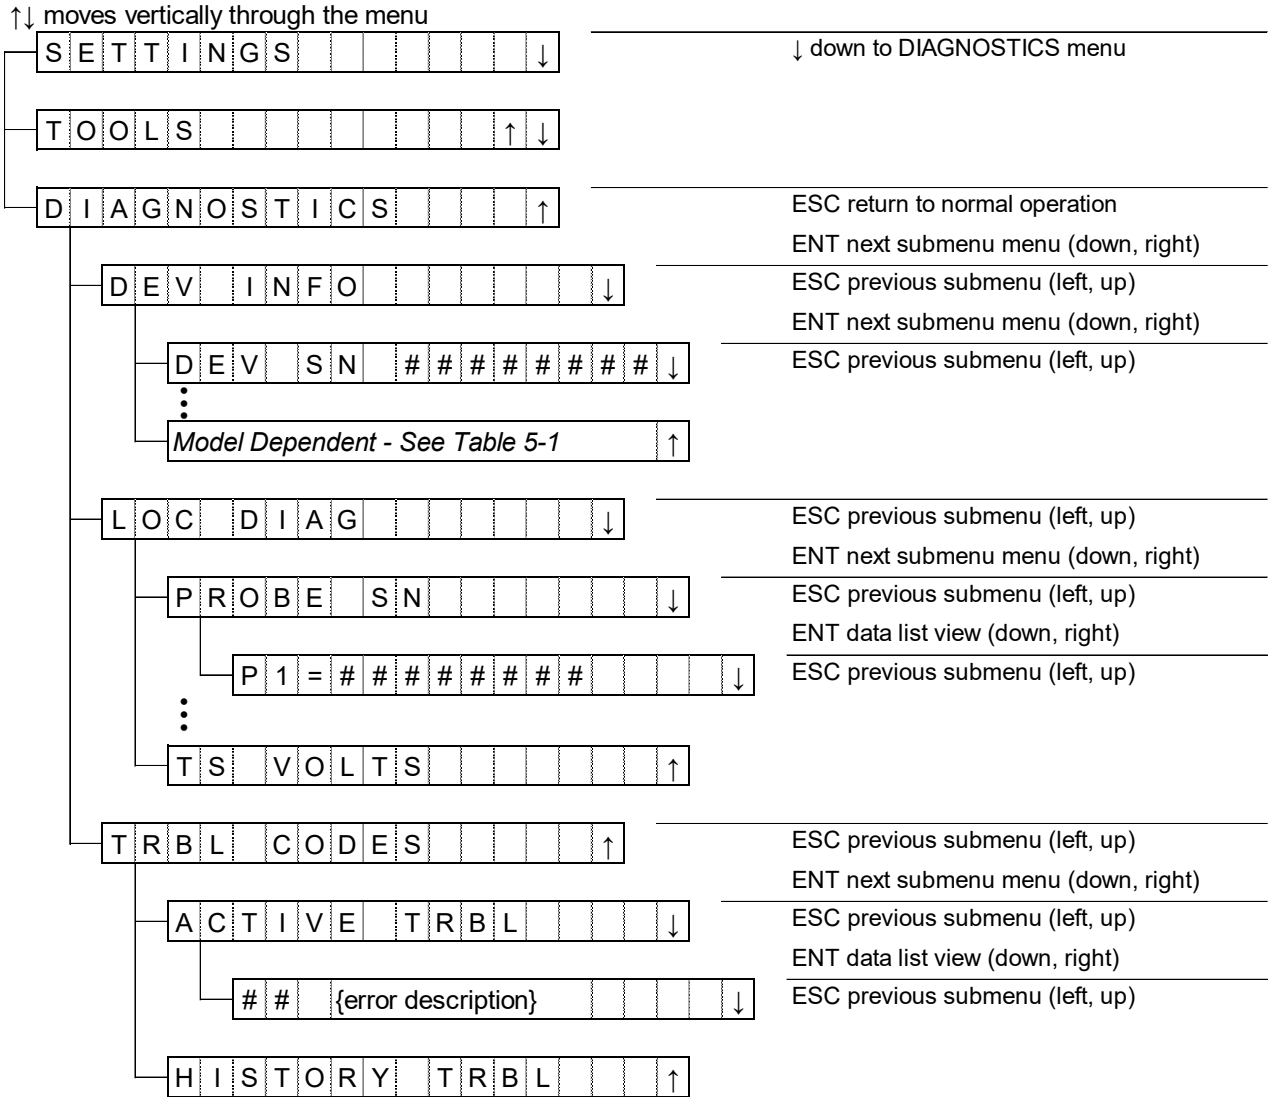 ↑↓ moves vertically through the menu
SETTINGS ↓ ↓ down to DIAGNOSTICS menu
TOOLS ↑ ↓
DIAGNOSTICS ↑ ESC return to normal operation
ENT next submenu menu (down, right)
DEV INFO ↓ ESC previous submenu (left, up)
ENT next submenu menu (down, right)
DEV SN ######## ↓ ESC previous submenu (left, up)
Model Dependent - See Table 5-1 ↑
LOC DIAG ↓ ESC previous submenu (left, up)
ENT next submenu menu (down, right)
PROBE SN ↓ ESC previous submenu (left, up)
ENT data list view (down, right)
P1=######## ↓ ESC previous submenu (left, up)
TS VOLTS ↑
TRBL CODES ↑ ESC previous submenu (left, up)
ENT next submenu menu (down, right)
ACTIVE TRBL ↓ ESC previous submenu (left, up)
ENT data list view (down, right)
## {error description} ↓ ESC previous submenu (left, up)
HISTORY TRBL ↑